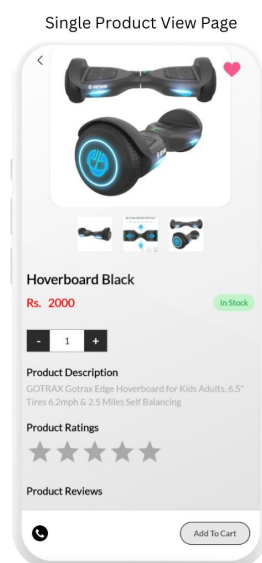 Single Product View Page
GOTRAX
Hoverboard Black
Rs. 2000
In Stock
- 1 +
Product Description
GOTRAX Gotrax Edge Hoverboard for Kids Adults, 6.5"
Tires 6.2mph & 2.5 Miles Self Balancing
Product Ratings
Product Reviews
Add To Cart